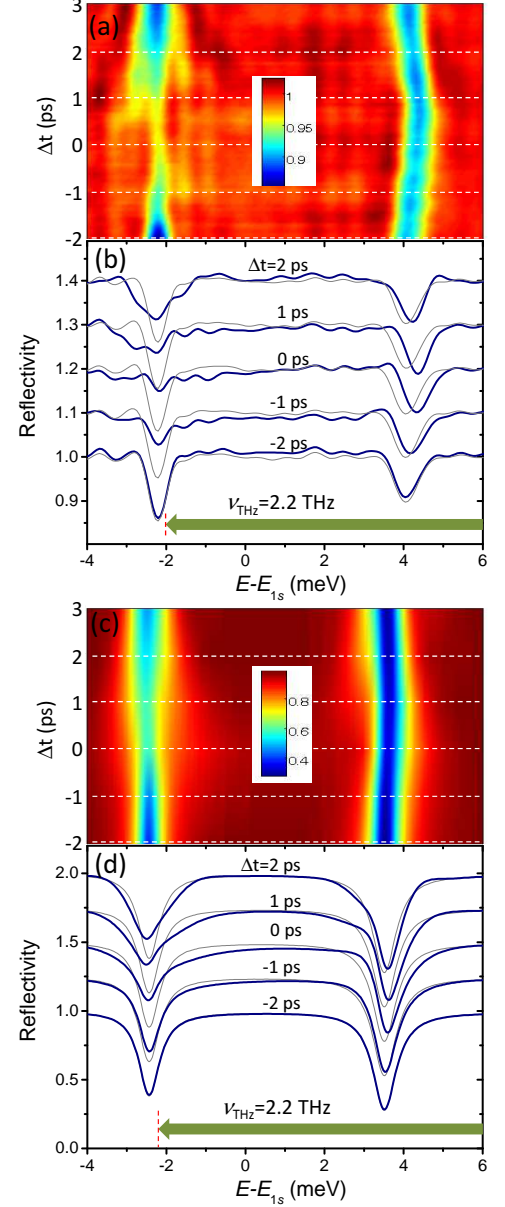 (a)
3
2
1
0
-1
-2
Δt (ps)
1
0.95
0.9
(b)
Δt=2 ps
1 ps
0 ps
-1 ps
-2 ps
1.4
1.3
1.2
1.1
1.0
0.9
Reflectivity
νTHz=2.2 THz
-4 -2 0 2 4 6
E-E1s (meV)
(c)
3
2
1
0
-1
-2
Δt (ps)
0.8
0.6
0.4
(d)
Δt=2 ps
1 ps
0 ps
-1 ps
-2 ps
2.0
1.5
1.0
0.5
0.0
Reflectivity
νTHz=2.2 THz
-4 -2 0 2 4 6
E-E1s (meV)